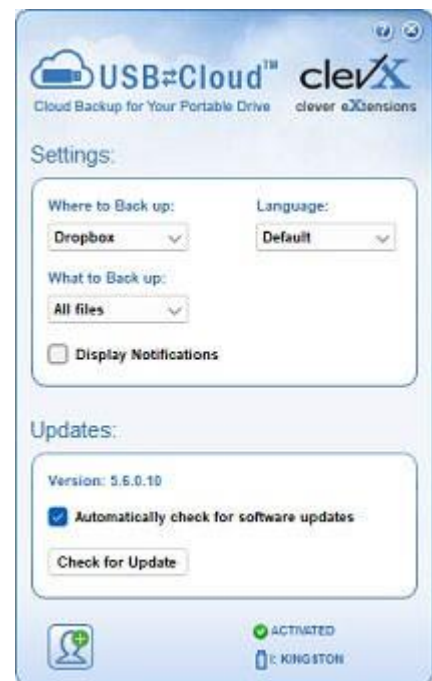 USB⇄Cloud™
clevX
Cloud Backup for Your Portable Drive
clever eXtensions
Settings:
Where to Back up:
Language:
Dropbox
Default
What to Back up:
All files
Display Notifications
Updates:
Version: 5.6.0.10
Automatically check for software updates
Check for Update
ACTIVATED
I: KINGSTON